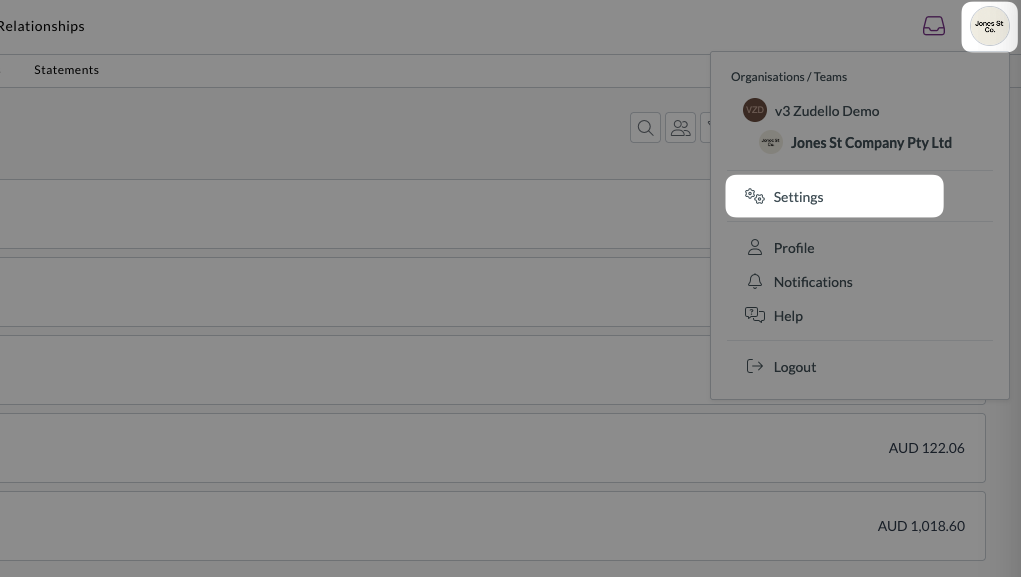 Relationships
Jones St
Co.
Statements
Organisations / Teams
VZD
v3 Zudello Demo
Jones St
Co.
Jones St Company Pty Ltd
Settings
Profile
Notifications
Help
Logout
AUD 122.06
AUD 1,018.60